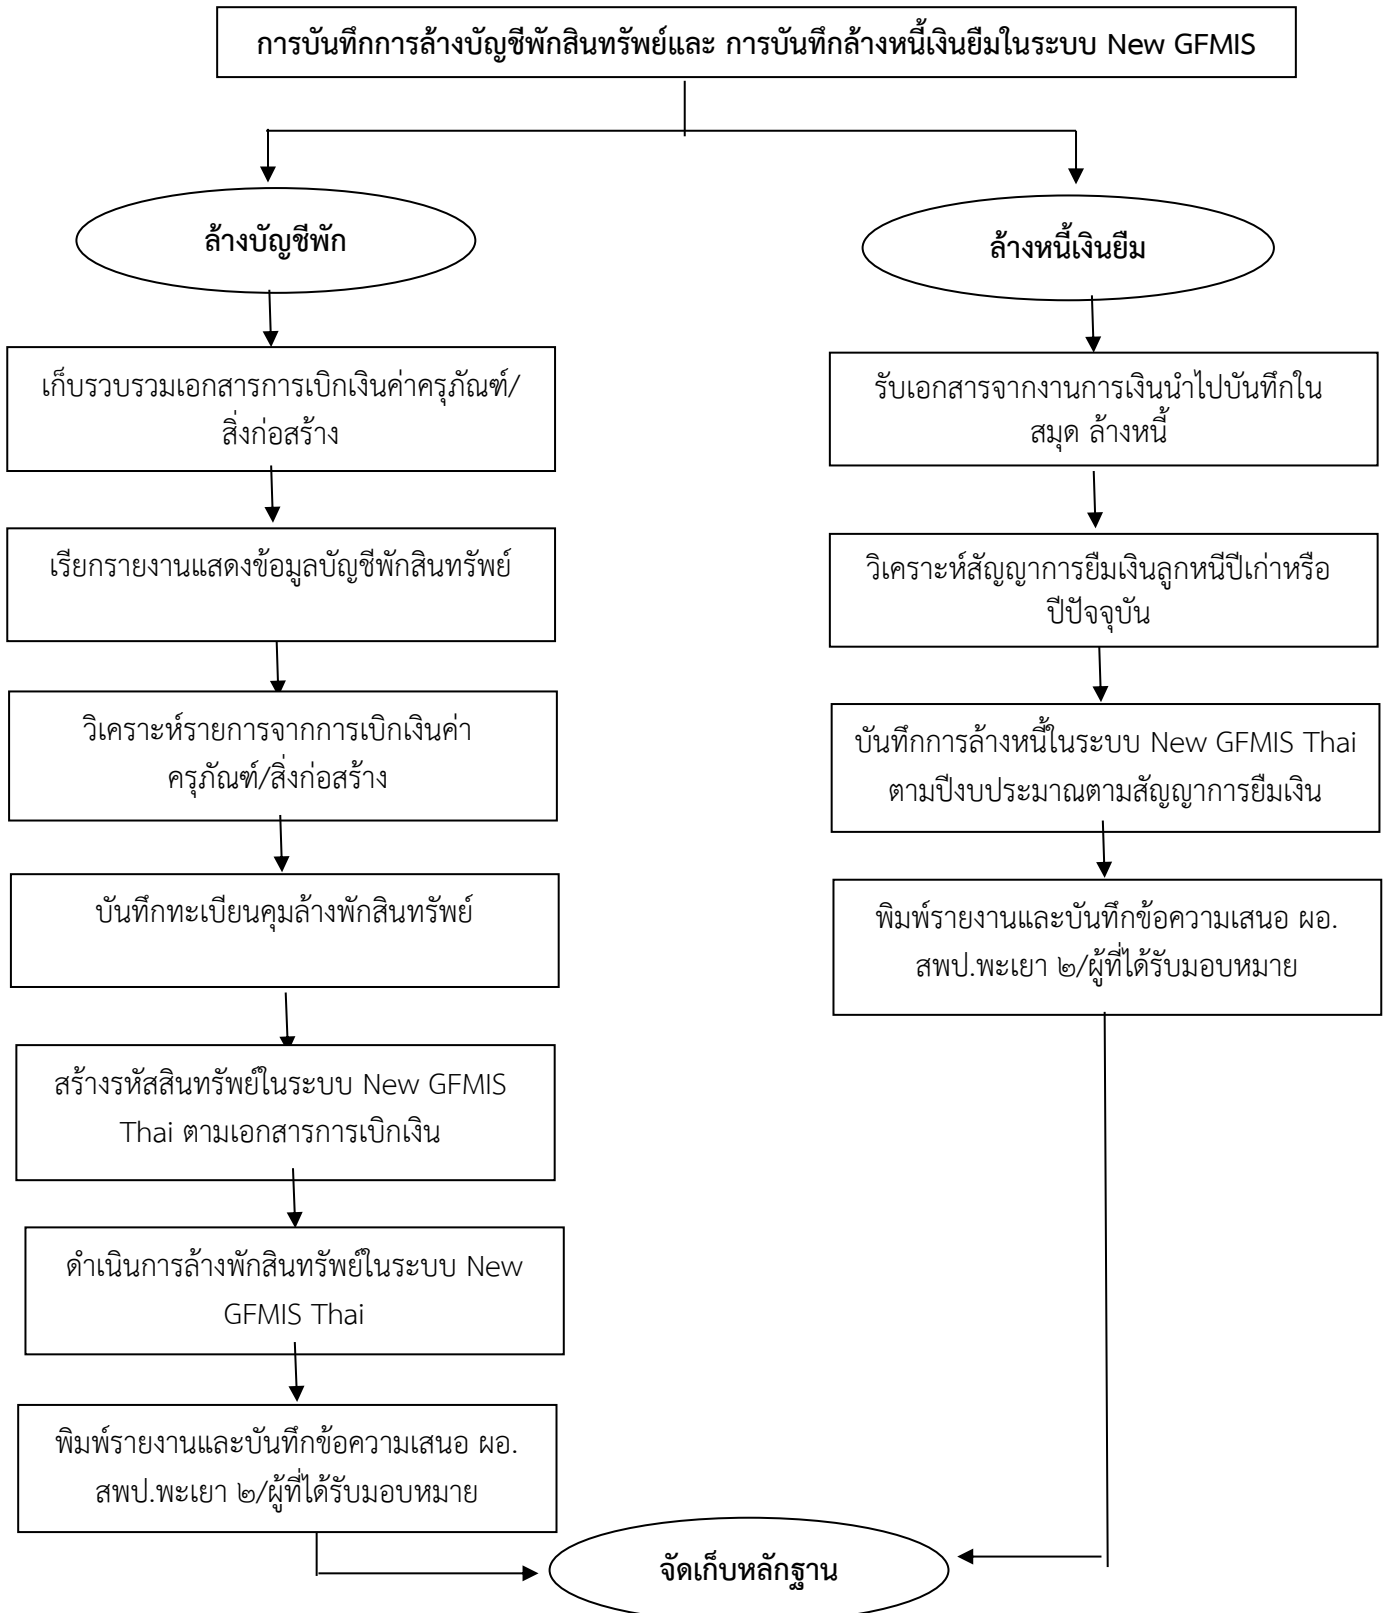 การบันทึกการล้างบัญชีพักสินทรัพย์และ การบันทึกล้างหนี้เงินยืมในระบบ New GFMIS
ล้างบัญชีพัก
เก็บรวบรวมเอกสารการเบิกเงินค่าครุภัณฑ์/
สิ่งก่อสร้าง
เรียกรายงานแสดงข้อมูลบัญชีพักสินทรัพย์
วิเคราะห์รายการจากการเบิกเงินค่า
ครุภัณฑ์/สิ่งก่อสร้าง
บันทึกทะเบียนคุมล้างพักสินทรัพย์
สร้างรหัสสินทรัพย์ในระบบ New GFMIS
Thai ตามเอกสารการเบิกเงิน
ดำเนินการล้างพักสินทรัพย์ในระบบ New
GFMIS Thai
พิมพ์รายงานและบันทึกข้อความเสนอ ผอ.
สพป.พะเยา ๒/ผู้ที่ได้รับมอบหมาย
ล้างหนี้เงินยืม
รับเอกสารจากงานการเงินนำไปบันทึกใน
สมุด ล้างหนี้
วิเคราะห์สัญญาการยืมเงินลูกหนีปีเก่าหรือ
ปีปัจจุบัน
บันทึกการล้างหนี้ในระบบ New GFMIS Thai
ตามปีงบประมาณตามสัญญาการยืมเงิน
พิมพ์รายงานและบันทึกข้อความเสนอ ผอ.
สพป.พะเยา ๒/ผู้ที่ได้รับมอบหมาย
จัดเก็บหลักฐาน